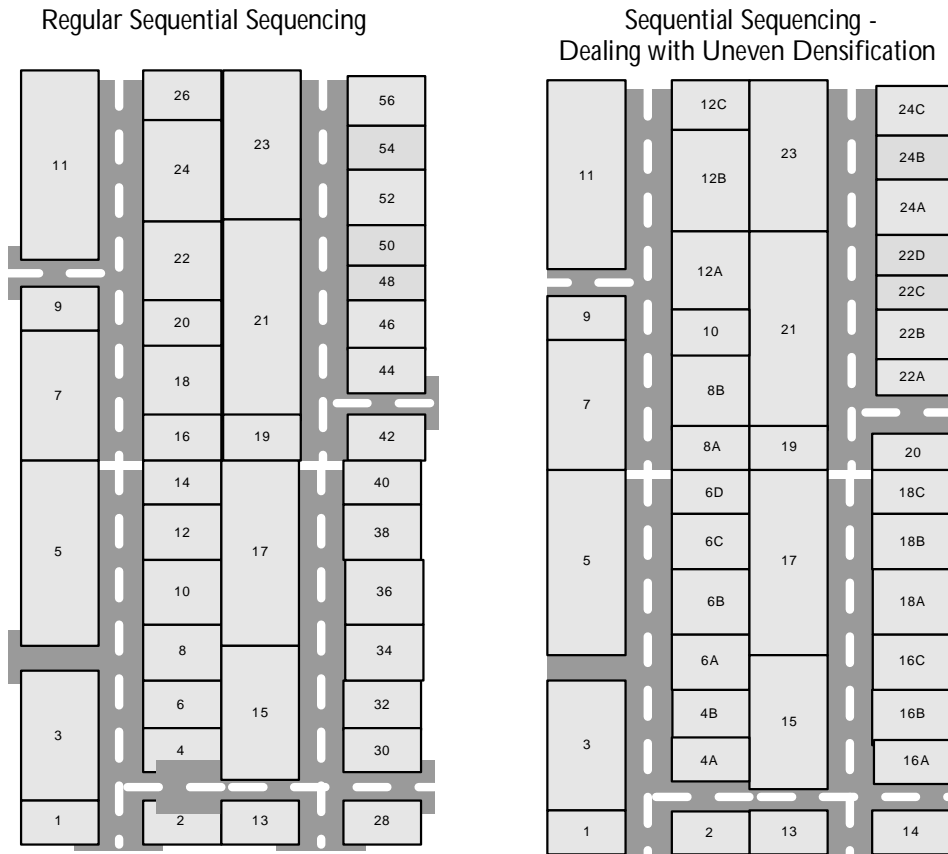 Regular Sequential Sequencing
11
9
7
5
3
1
26
24
22
20
18
16
14
12
10
8
6
4
2
23
21
19
17
15
13
56
54
52
50
48
46
44
42
40
38
36
34
32
30
28
Sequential Sequencing -
Dealing with Uneven Densification
11
9
7
5
3
1
12C
12B
12A
10
8B
8A
6D
6C
6B
6A
4B
4A
2
23
21
19
17
15
13
24C
24B
24A
22D
22C
22B
22A
20
18C
18B
18A
16C
16B
16A
14